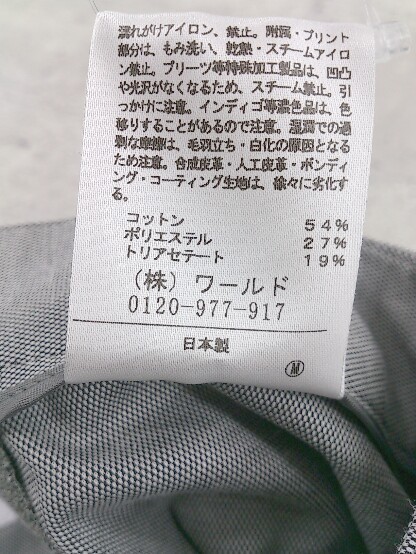 濡れがけアイロン、禁止。附属・プリント
部分は、もみ洗い、乾熱・スチームアイロ
ン禁止。プリーツ等特殊加工製品は、凹凸
や光沢がなくなるため、スチーム禁止。引
っかけに注意。インディゴ等濃色品は、色
移りすることがあるので注意。湿潤での過
剰な摩擦は、毛羽立ち・白化の原因となる
ため注意。合成皮革・人工皮革・ボンディ
ング・コーティング生地は、徐々に劣化す
る。
コットン 54%
ポリエステル 27%
トリアセテート 19%
(株)ワールド
0120-977-917
日本製
M